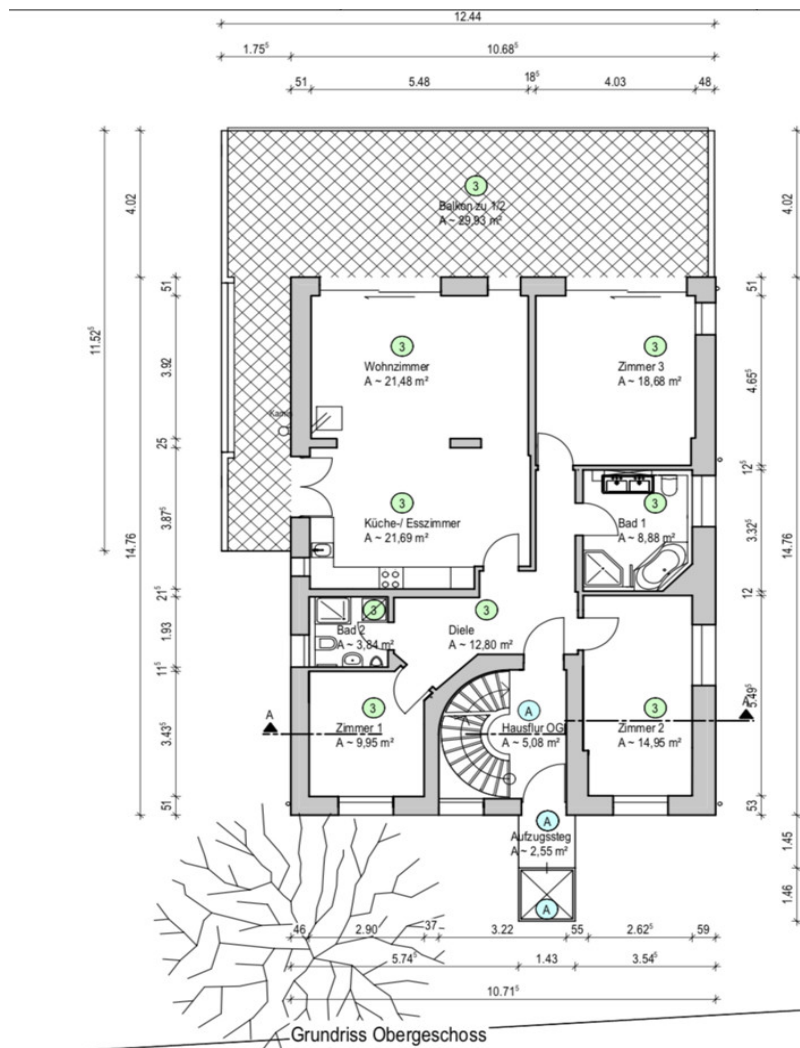 12.44
1.75⁵ 10.68⁵
51 5.48 18⁵ 4.03 48
4.02
4.02
3
Balkon zu 1/2
A ~ 29,93 m²
11.52⁵
51
51
3.92
3
Wohnzimmer
A ~ 21,48 m²
3
Zimmer 3
A ~ 18,68 m²
4.65⁵
Kamin
25
12⁵
3.87⁵
14.76
3
Küche-/ Esszimmer
A ~ 21,69 m²
3
Bad 1
A ~ 8,88 m²
3.32⁵
14.76
21⁵
12
1.93
3
Bad 2
A ~ 3,84 m²
3
Diele
A ~ 12,80 m²
11⁵
5.49⁵
A
3.43⁵
3
Zimmer 1
A ~ 9,95 m²
A
Hausflur OG
A ~ 5,08 m²
3
Zimmer 2
A ~ 14,95 m²
A
51
53
A
Aufzugssteg
A ~ 2,55 m²
1.45
A
1.46
46 2.90 37 3.22 55 2.62⁵ 59
5.74⁵ 1.43 3.54⁵
10.71⁵
Grundriss Obergeschoss